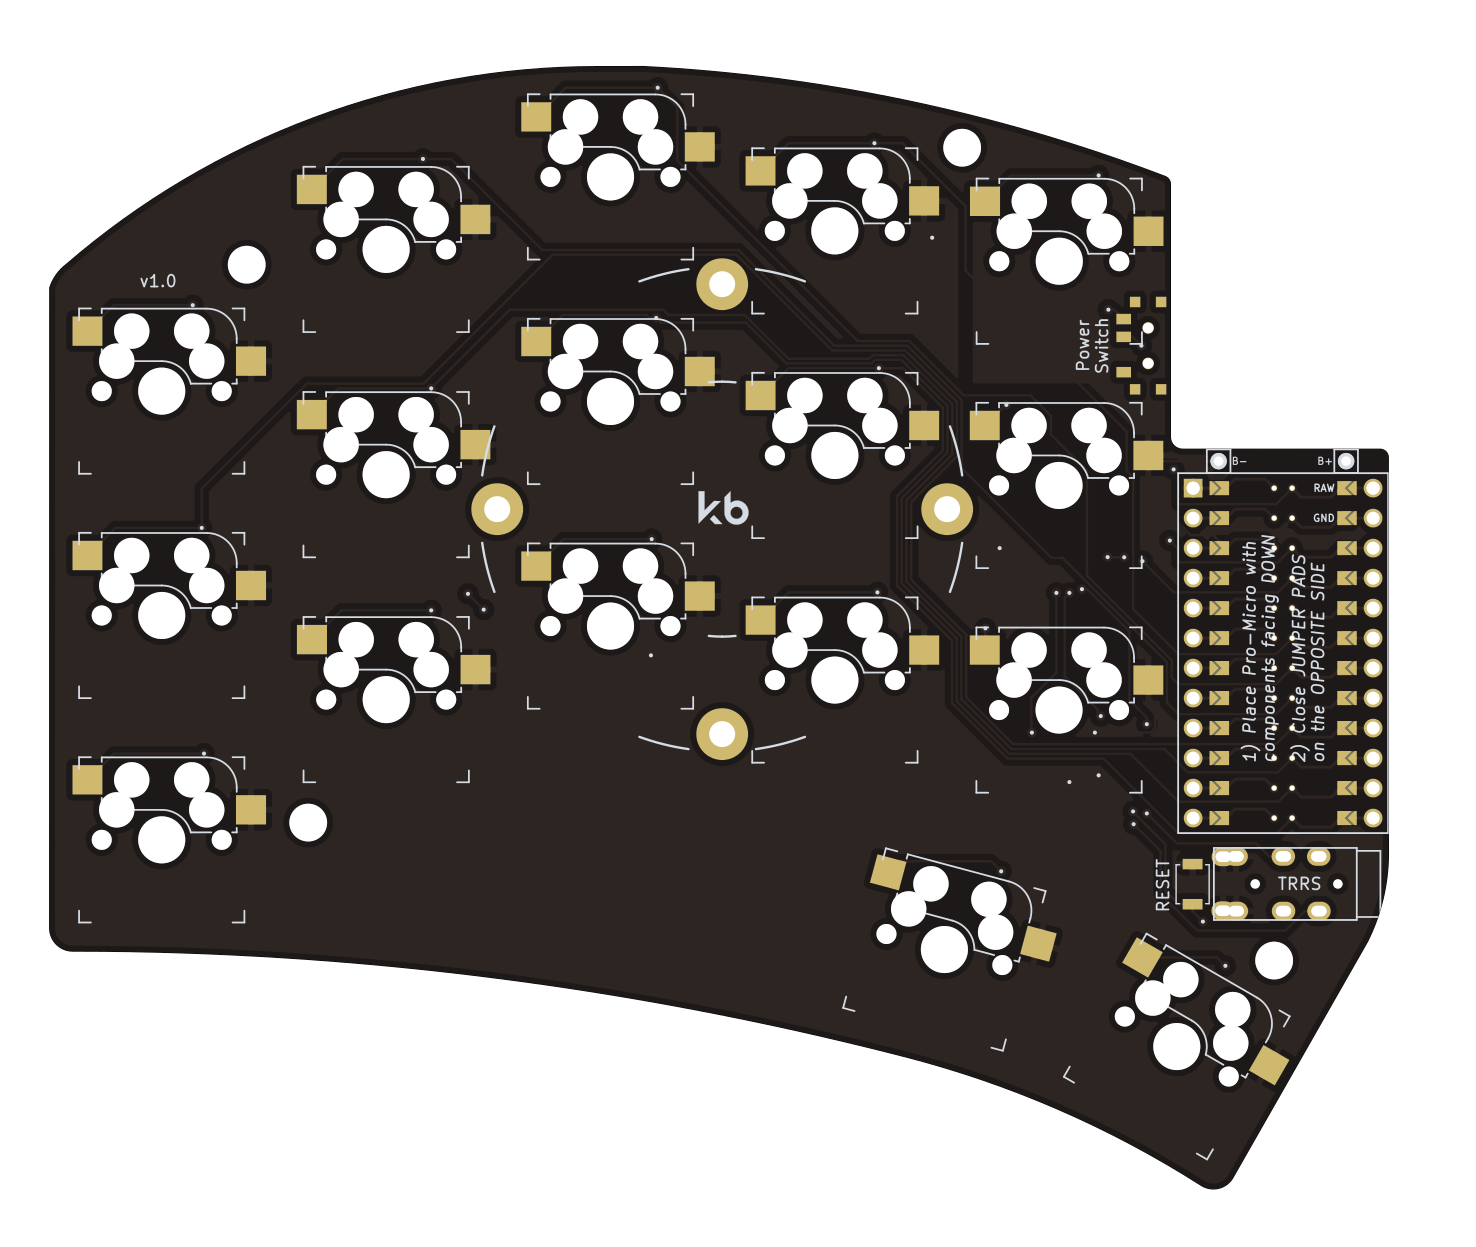 v1.0
Power
Switch
B-
B+
RAW
GND
kb
1) Place Pro-Micro with
components facing DOWN
2) Close JUMPER PADS
on the OPPOSITE SIDE
RESET
TRRS